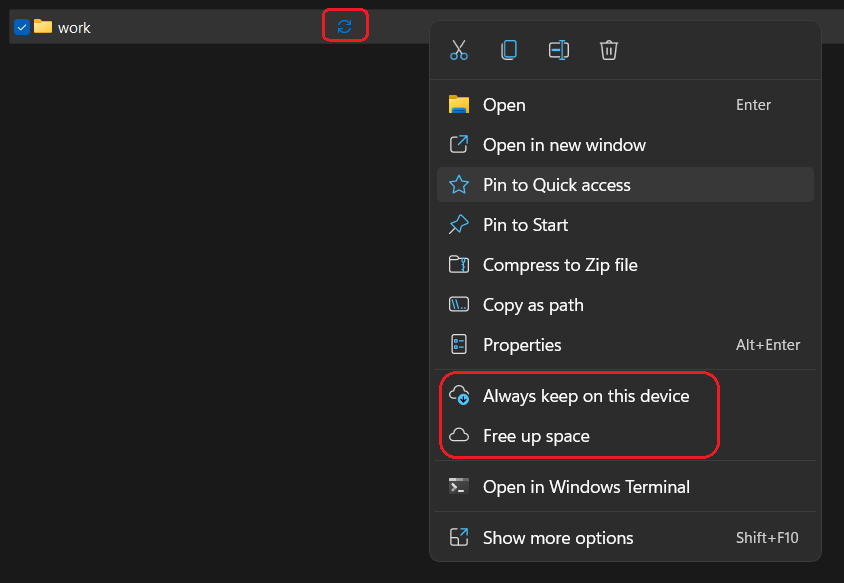 work
Open Enter
Open in new window
Pin to Quick access
Pin to Start
Compress to Zip file
Copy as path
Properties Alt+Enter
Always keep on this device
Free up space
Open in Windows Terminal
Show more options Shift+F10